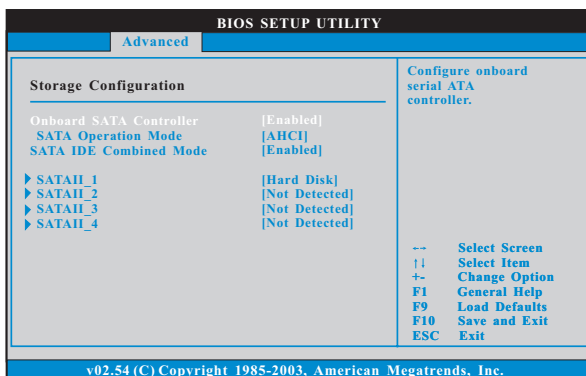 BIOS SETUP UTILITY
Advanced
Storage Configuration
Onboard SATA Controller [Enabled]
SATA Operation Mode [AHCI]
SATA IDE Combined Mode [Enabled]
SATAII_1 [Hard Disk]
SATAII_2 [Not Detected]
SATAII_3 [Not Detected]
SATAII_4 [Not Detected]
Configure onboard
serial ATA
controller.
←→ Select Screen
↑↓ Select Item
+- Change Option
F1 General Help
F9 Load Defaults
F10 Save and Exit
ESC Exit
v02.54 (C) Copyright 1985-2003, American Megatrends, Inc.